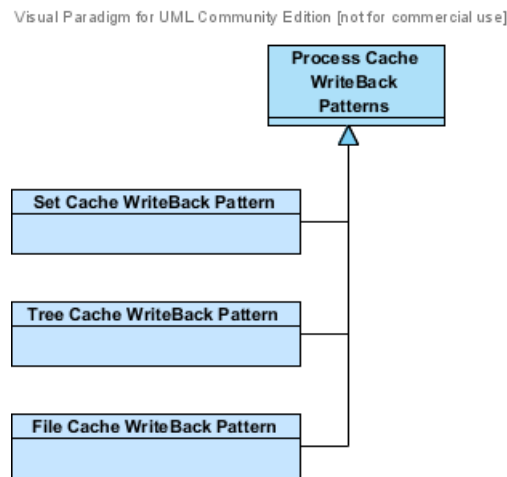 Visual Paradigm for UML Community Edition [not for commercial use]
Process Cache
WriteBack
Patterns
Set Cache WriteBack Pattern
Tree Cache WriteBack Pattern
File Cache WriteBack Pattern